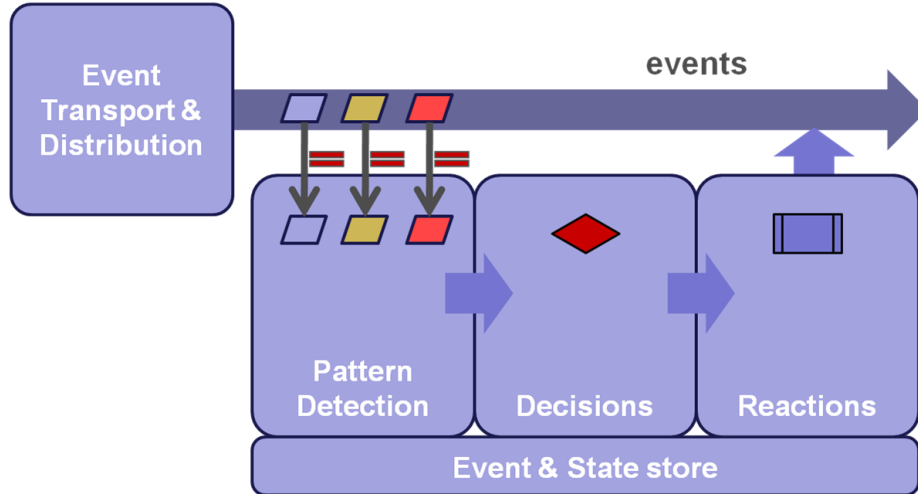 Event
Transport &
Distribution
events
Pattern
Detection
Decisions
Reactions
Event & State store